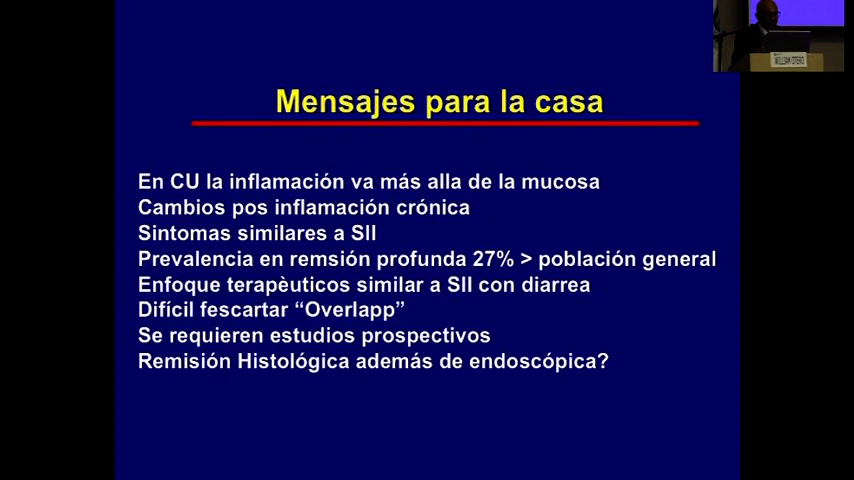 WILLIAM OTERO
Mensajes para la casa
En CU la inflamación va más alla de la mucosa
Cambios pos inflamación crónica
Sintomas similares a SII
Prevalencia en remsión profunda 27% > población general
Enfoque terapèuticos similar a SII con diarrea
Difícil fescartar “Overlapp”
Se requieren estudios prospectivos
Remisión Histológica además de endoscópica?